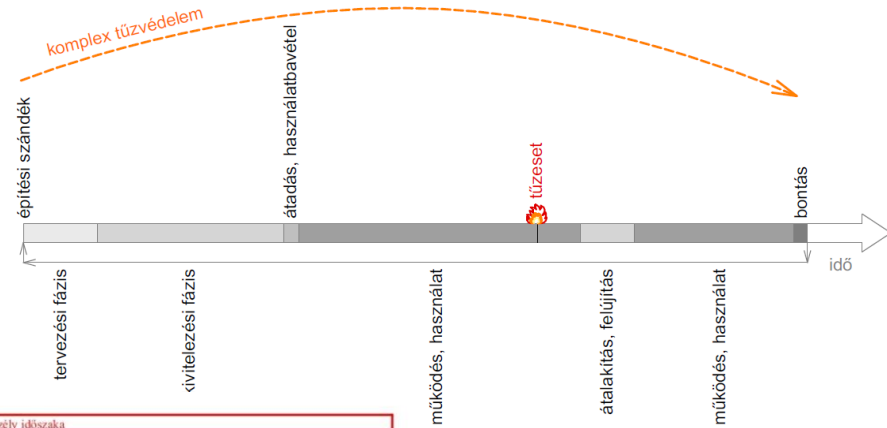 komplex tűzvédelem
építési szándék
átadás, használatbavétel
tűzeset
bontás
idő
tervezési fázis
kivitelezési fázis
működés, használat
átalakítás, felújítás
működés, használat
időszaka